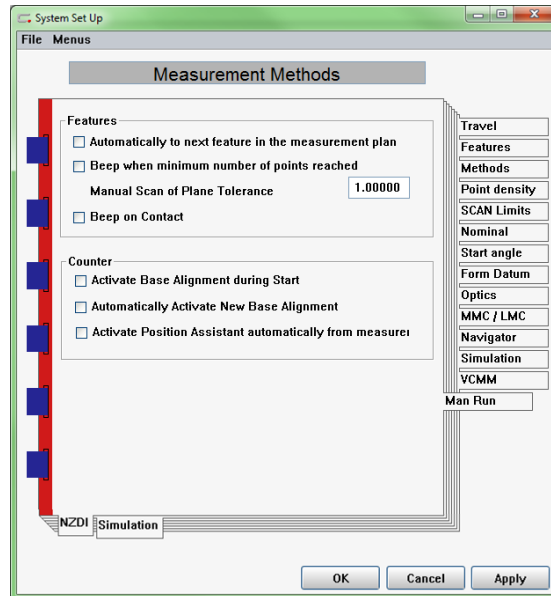 System Set Up
File Menus
Measurement Methods
Features
Automatically to next feature in the measurement plan
Beep when minimum number of points reached
Manual Scan of Plane Tolerance 1.00000
Beep on Contact
Counter
Activate Base Alignment during Start
Automatically Activate New Base Alignment
Activate Position Assistant automatically from measurer
Travel
Features
Methods
Point density
SCAN Limits
Nominal
Start angle
Form Datum
Optics
MMC / LMC
Navigator
Simulation
VCMM
Man Run
NZDI Simulation
OK Cancel Apply